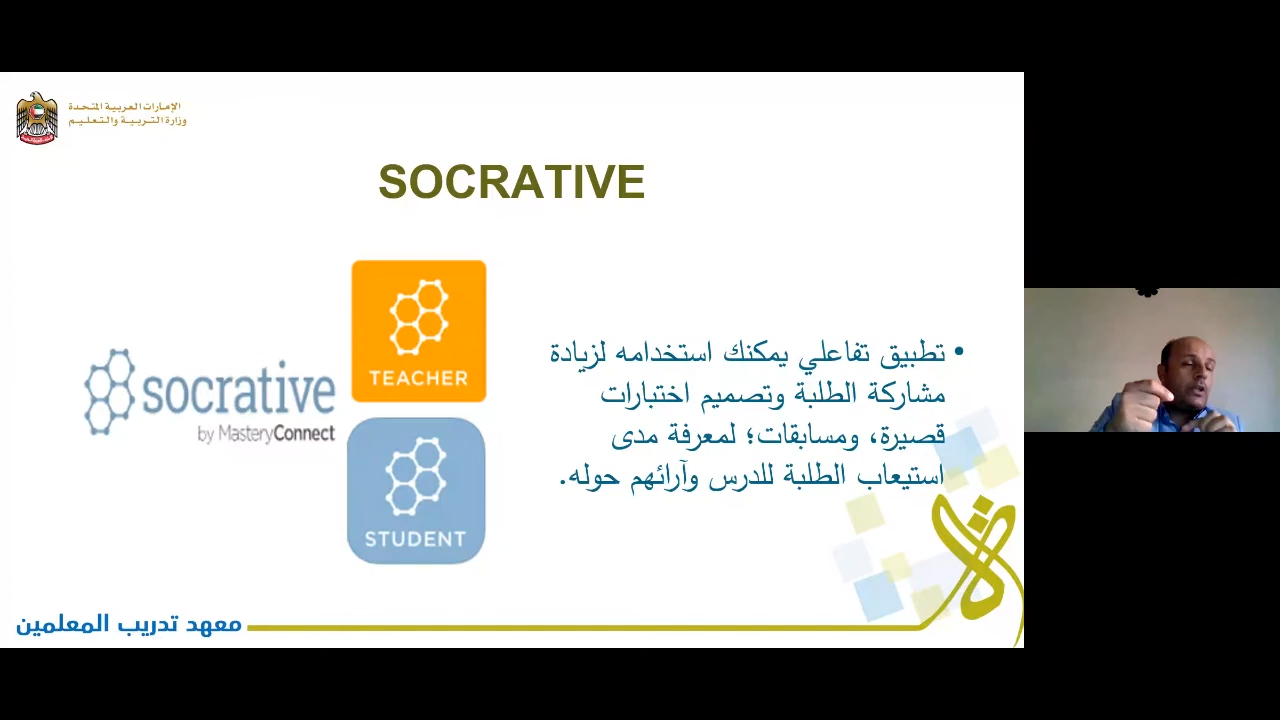 الإمارات العربية المتحدة
وزارة التربية والتعليم
SOCRATIVE
socrative
by MasteryConnect
TEACHER
STUDENT
• تطبيق تفاعلي يمكنك استخدامه لزيادة
مشاركة الطلبة وتصميم اختبارات
قصيرة، ومسابقات؛ لمعرفة مدى
استيعاب الطلبة للدرس وآرائهم حوله.
معهد تدريب المعلمين